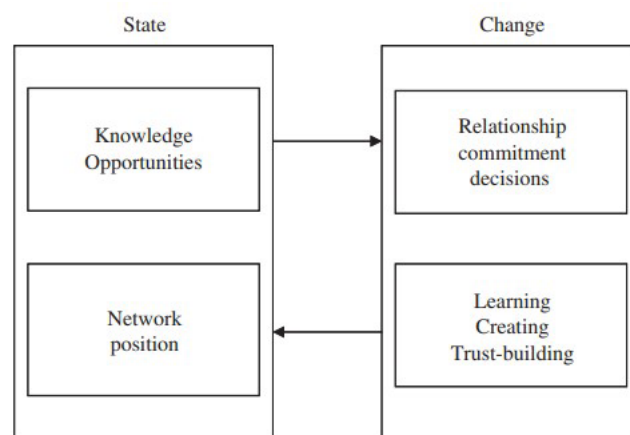 State
Change
Knowledge
Opportunities
Relationship
commitment
decisions
Network
position
Learning
Creating
Trust-building